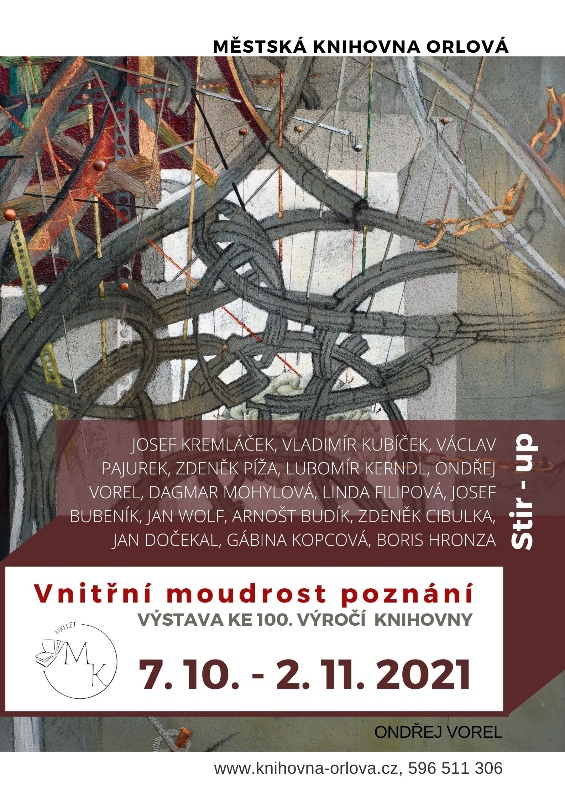 MĚSTSKÁ KNIHOVNA ORLOVÁ
JOSEF KREMLÁČEK, VLADIMÍR KUBÍČEK, VÁCLAV
PAJUREK, ZDENĚK PÍŽA, LUBOMÍR KERNDL, ONDŘEJ
VOREL, DAGMAR MOHYLOVÁ, LINDA FILIPOVÁ, JOSEF
BUBENÍK, JAN WOLF, ARNOŠT BUDÍK, ZDENĚK CIBULKA,
JAN DOČEKAL, GÁBINA KOPCOVÁ, BORIS HRONZA
Stir - up
Vnitřní moudrost poznání
VÝSTAVA KE 100. VÝROČÍ KNIHOVNY
100 LET
MK
7. 10. - 2. 11. 2021
ONDŘEJ VOREL
www.knihovna-orlova.cz, 596 511 306